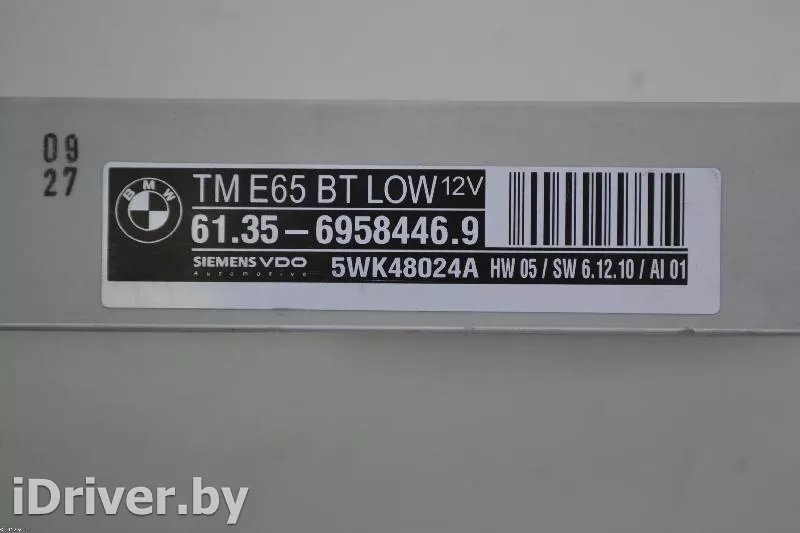 09
27
BMW
TM E65 BT LOW 12V
61.35–6958446.9
SIEMENS VDO
Automotive
5WK48024A HW 05 / SW 6.12.10 / AI 01
iDriver.by